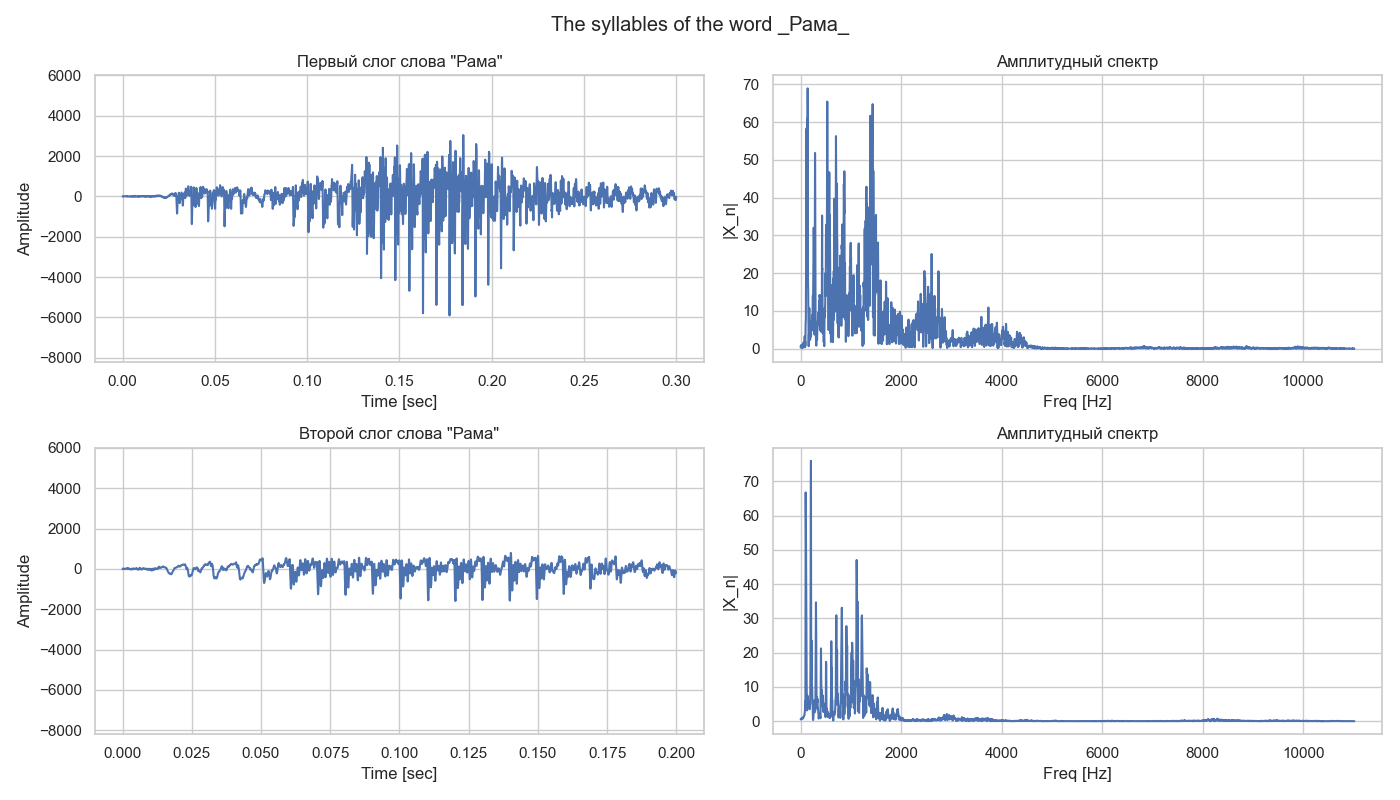 The syllables of the word _Рама_
Первый слог слова "Рама"
6000
4000
2000
0
−2000
−4000
−6000
−8000
Amplitude
0.00 0.05 0.10 0.15 0.20 0.25 0.30
Time [sec]
Амплитудный спектр
70
60
50
40
30
20
10
0
|X_n|
0 2000 4000 6000 8000 10000
Freq [Hz]
Второй слог слова "Рама"
6000
4000
2000
0
−2000
−4000
−6000
−8000
Amplitude
0.000 0.025 0.050 0.075 0.100 0.125 0.150 0.175 0.200
Time [sec]
Амплитудный спектр
70
60
50
40
30
20
10
0
|X_n|
0 2000 4000 6000 8000 10000
Freq [Hz]